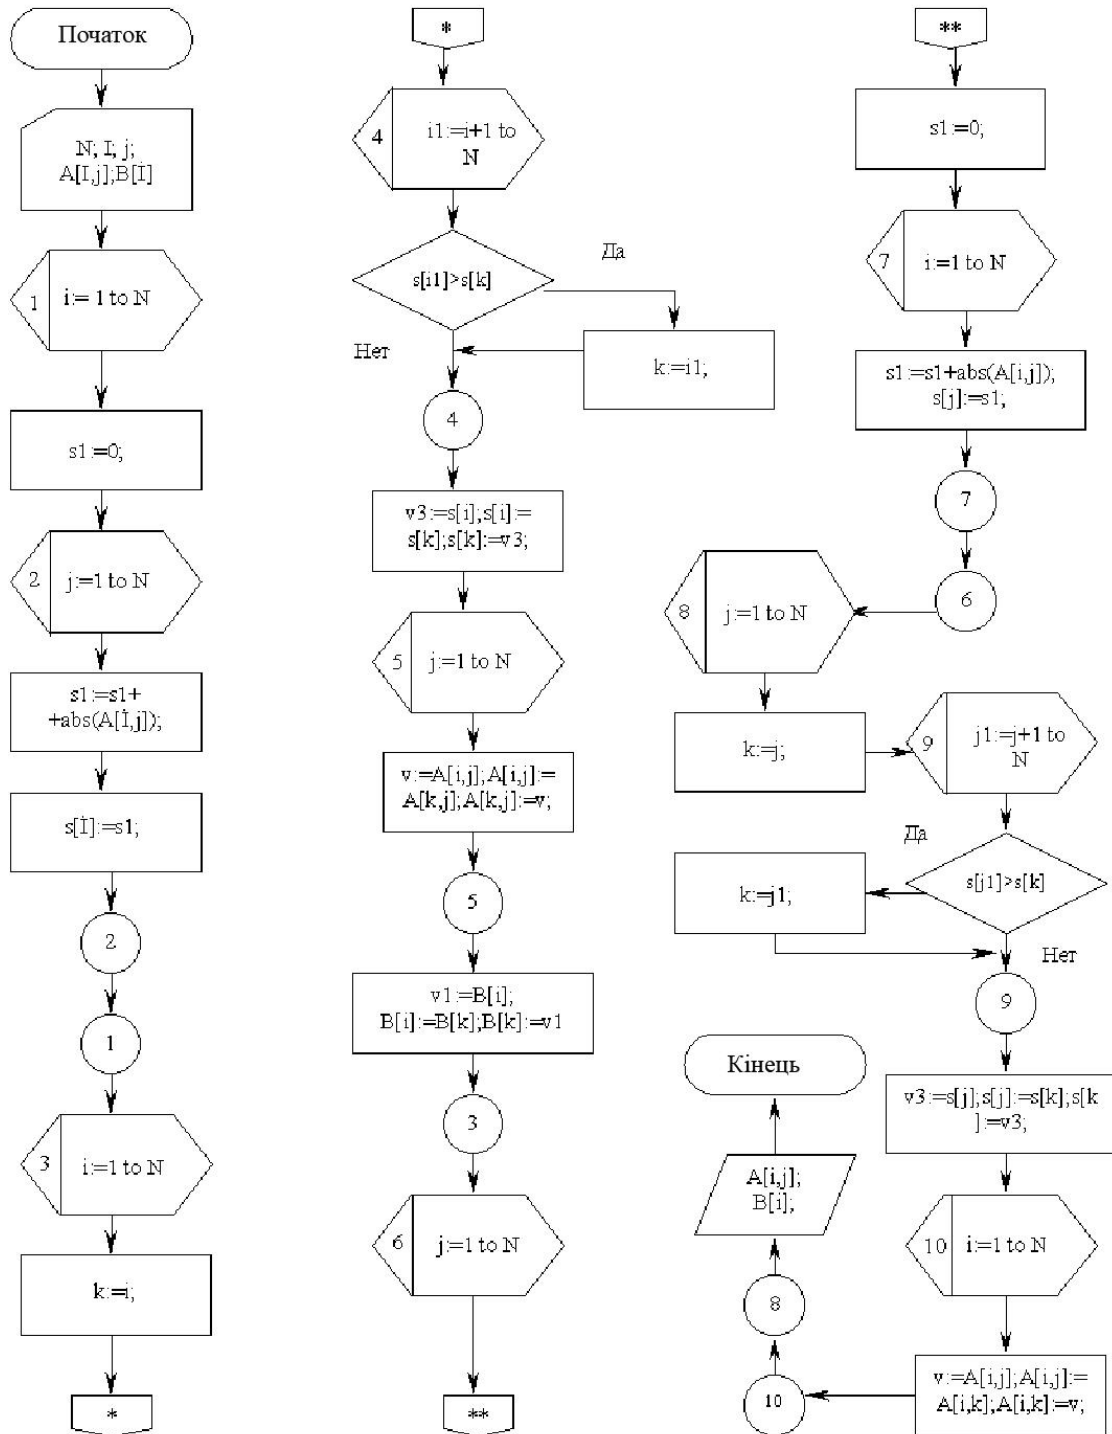 Початок
N; I; j;
A[I,j];B[İ]
1
i:= 1 to N
s1:=0;
2
j:=1 to N
s1:=s1+
+abs(A[İ,j]);
s[İ]:=s1;
2
1
3
i:=1 to N
k:=i;
*
*
4
i1:=i+1 to
N
s[i1]>s[k]
Да
Нет
k:=i1;
4
v3:=s[i];s[i]:=
s[k];s[k]:=v3;
5
j:=1 to N
v:=A[i,j];A[i,j]:=
A[k,j];A[k,j]:=v;
5
v1:=B[i];
B[i]:=B[k];B[k]:=v1
3
6
j:=1 to N
**
**
s1:=0;
7
i:=1 to N
s1:=s1+abs(A[i,j]);
s[j]:=s1;
7
6
8
j:=1 to N
k:=j;
9
j1:=j+1 to
N
Да
s[j1]>s[k]
k:=j1;
Нет
9
v3:=s[j];s[j]:=s[k];s[k
]:=v3;
10
i:=1 to N
v:=A[i,j];A[i,j]:=
A[i,k];A[i,k]:=v;
10
8
A[i,j];
B[i];
Кінець